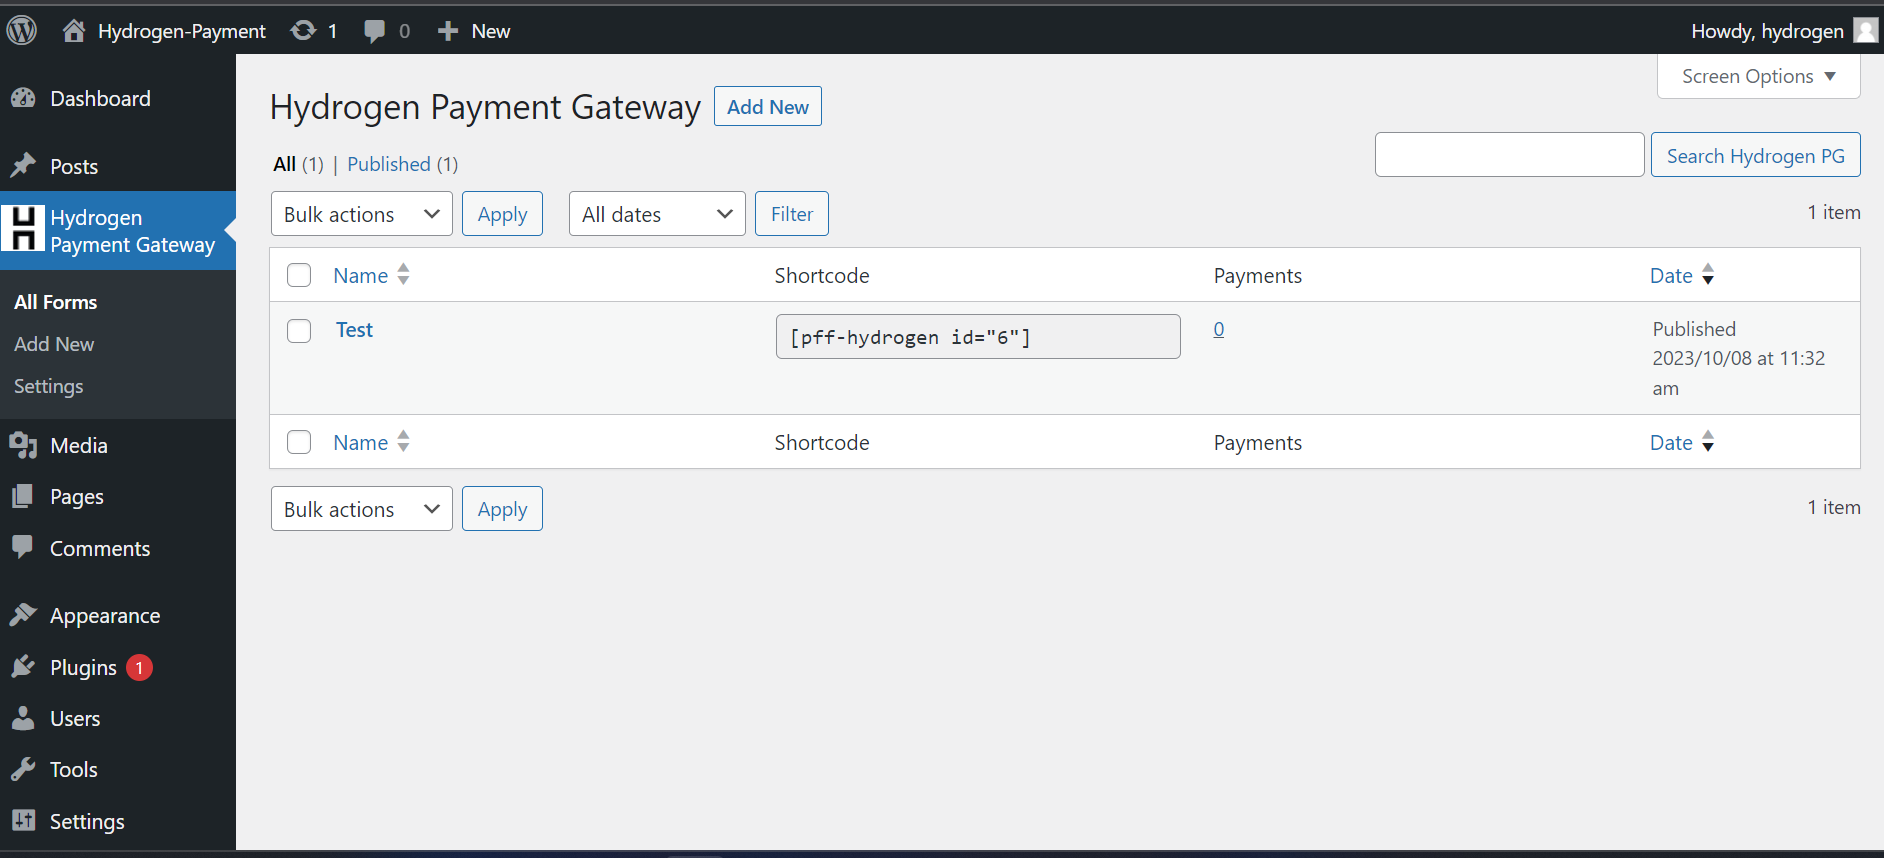 Hydrogen-Payment 1 0 New Howdy, hydrogen
Screen Options
Dashboard
Posts
Hydrogen
Payment Gateway
All Forms
Add New
Settings
Media
Pages
Comments
Appearance
Plugins 1
Users
Tools
Settings
Hydrogen Payment Gateway Add New
All (1) | Published (1)
Search Hydrogen PG
Bulk actions Apply All dates Filter 1 item
Name Shortcode Payments Date
Test [pff-hydrogen id="6"] 0 Published
2023/10/08 at 11:32
am
Name Shortcode Payments Date
Bulk actions Apply 1 item